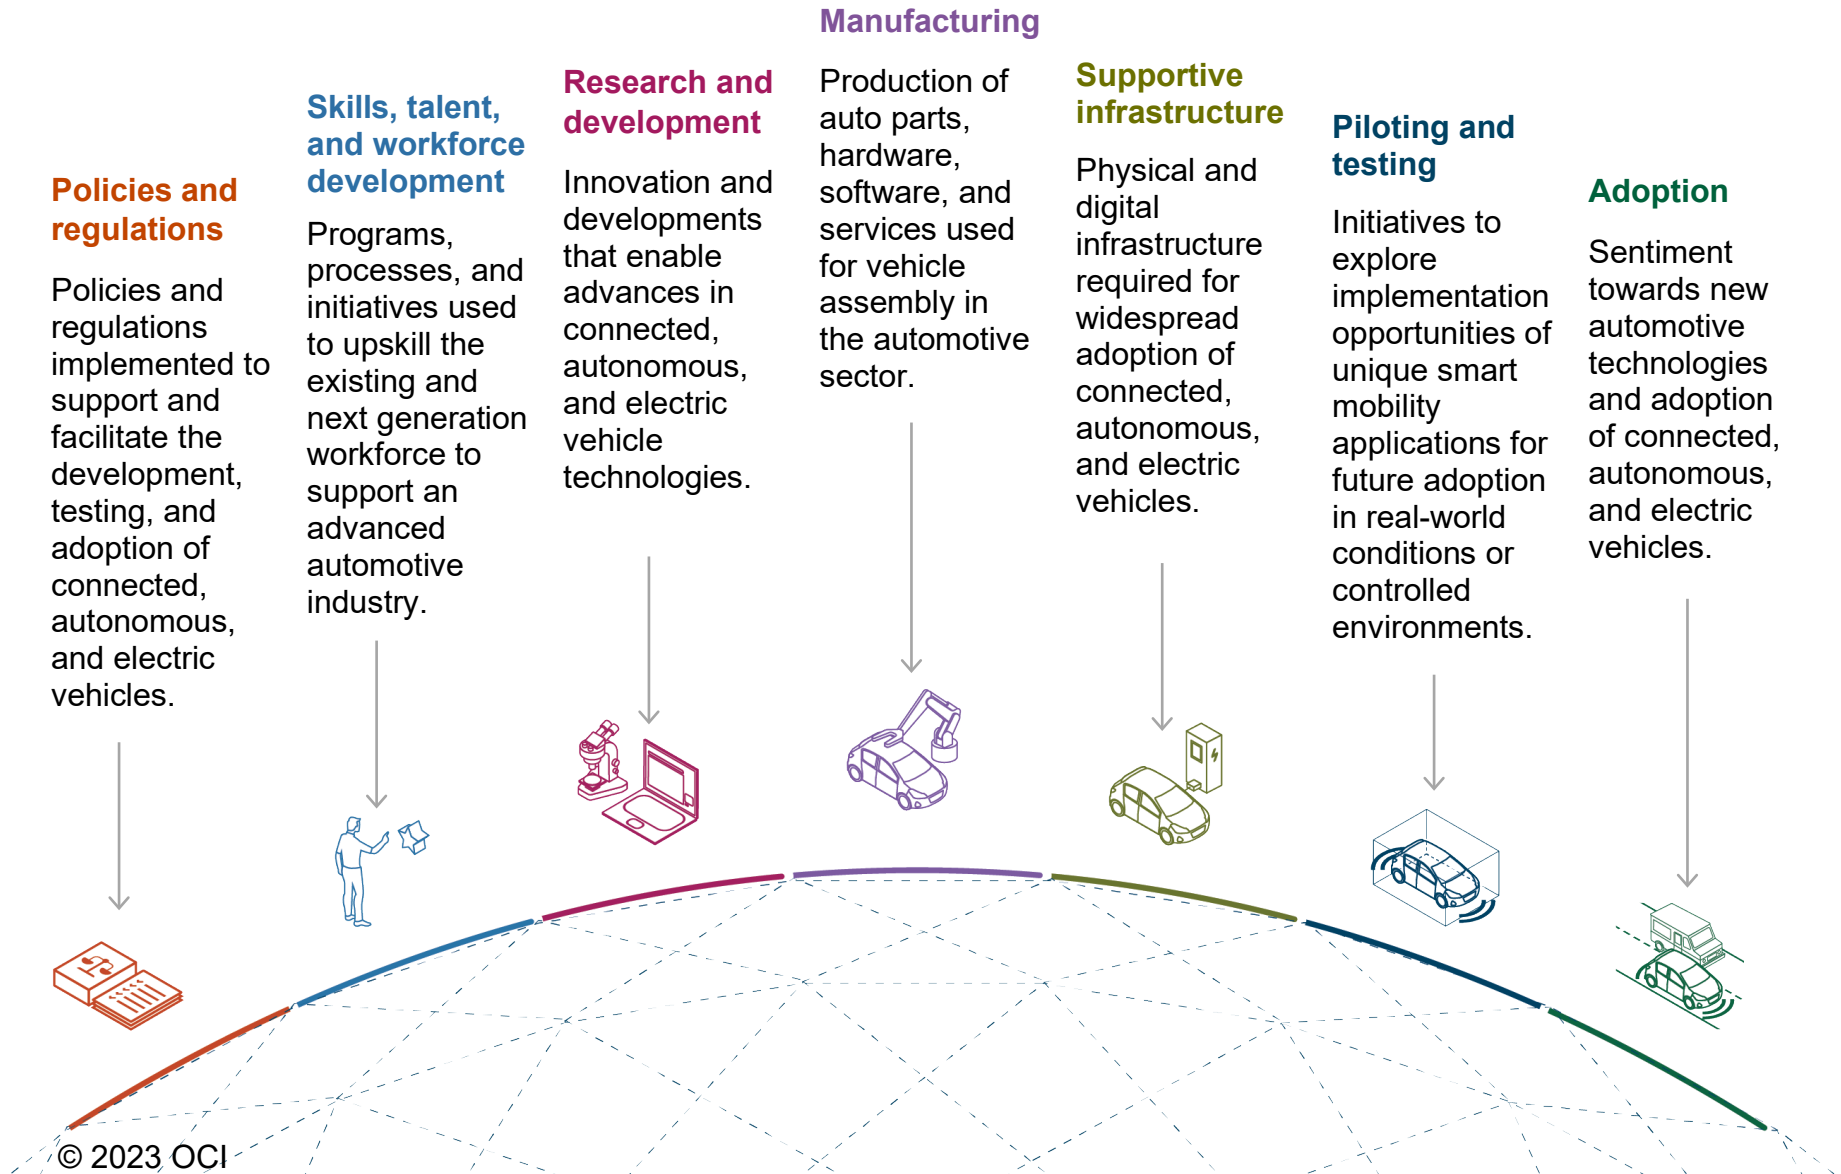 Policies and
regulations
Policies and
regulations
implemented to
support and
facilitate the
development,
testing, and
adoption of
connected,
autonomous,
and electric
vehicles.
Skills, talent,
and workforce
development
Programs,
processes, and
initiatives used
to upskill the
existing and
next generation
workforce to
support an
advanced
automotive
industry.
Research and
development
Innovation and
developments
that enable
advances in
connected,
autonomous,
and electric
vehicle
technologies.
Manufacturing
Production of
auto parts,
hardware,
software, and
services used
for vehicle
assembly in
the automotive
sector.
Supportive
infrastructure
Physical and
digital
infrastructure
required for
widespread
adoption of
connected,
autonomous,
and electric
vehicles.
Piloting and
testing
Initiatives to
explore
implementation
opportunities of
unique smart
mobility
applications for
future adoption
in real-world
conditions or
controlled
environments.
Adoption
Sentiment
towards new
automotive
technologies
and adoption
of connected,
autonomous,
and electric
vehicles.
© 2023 OCI